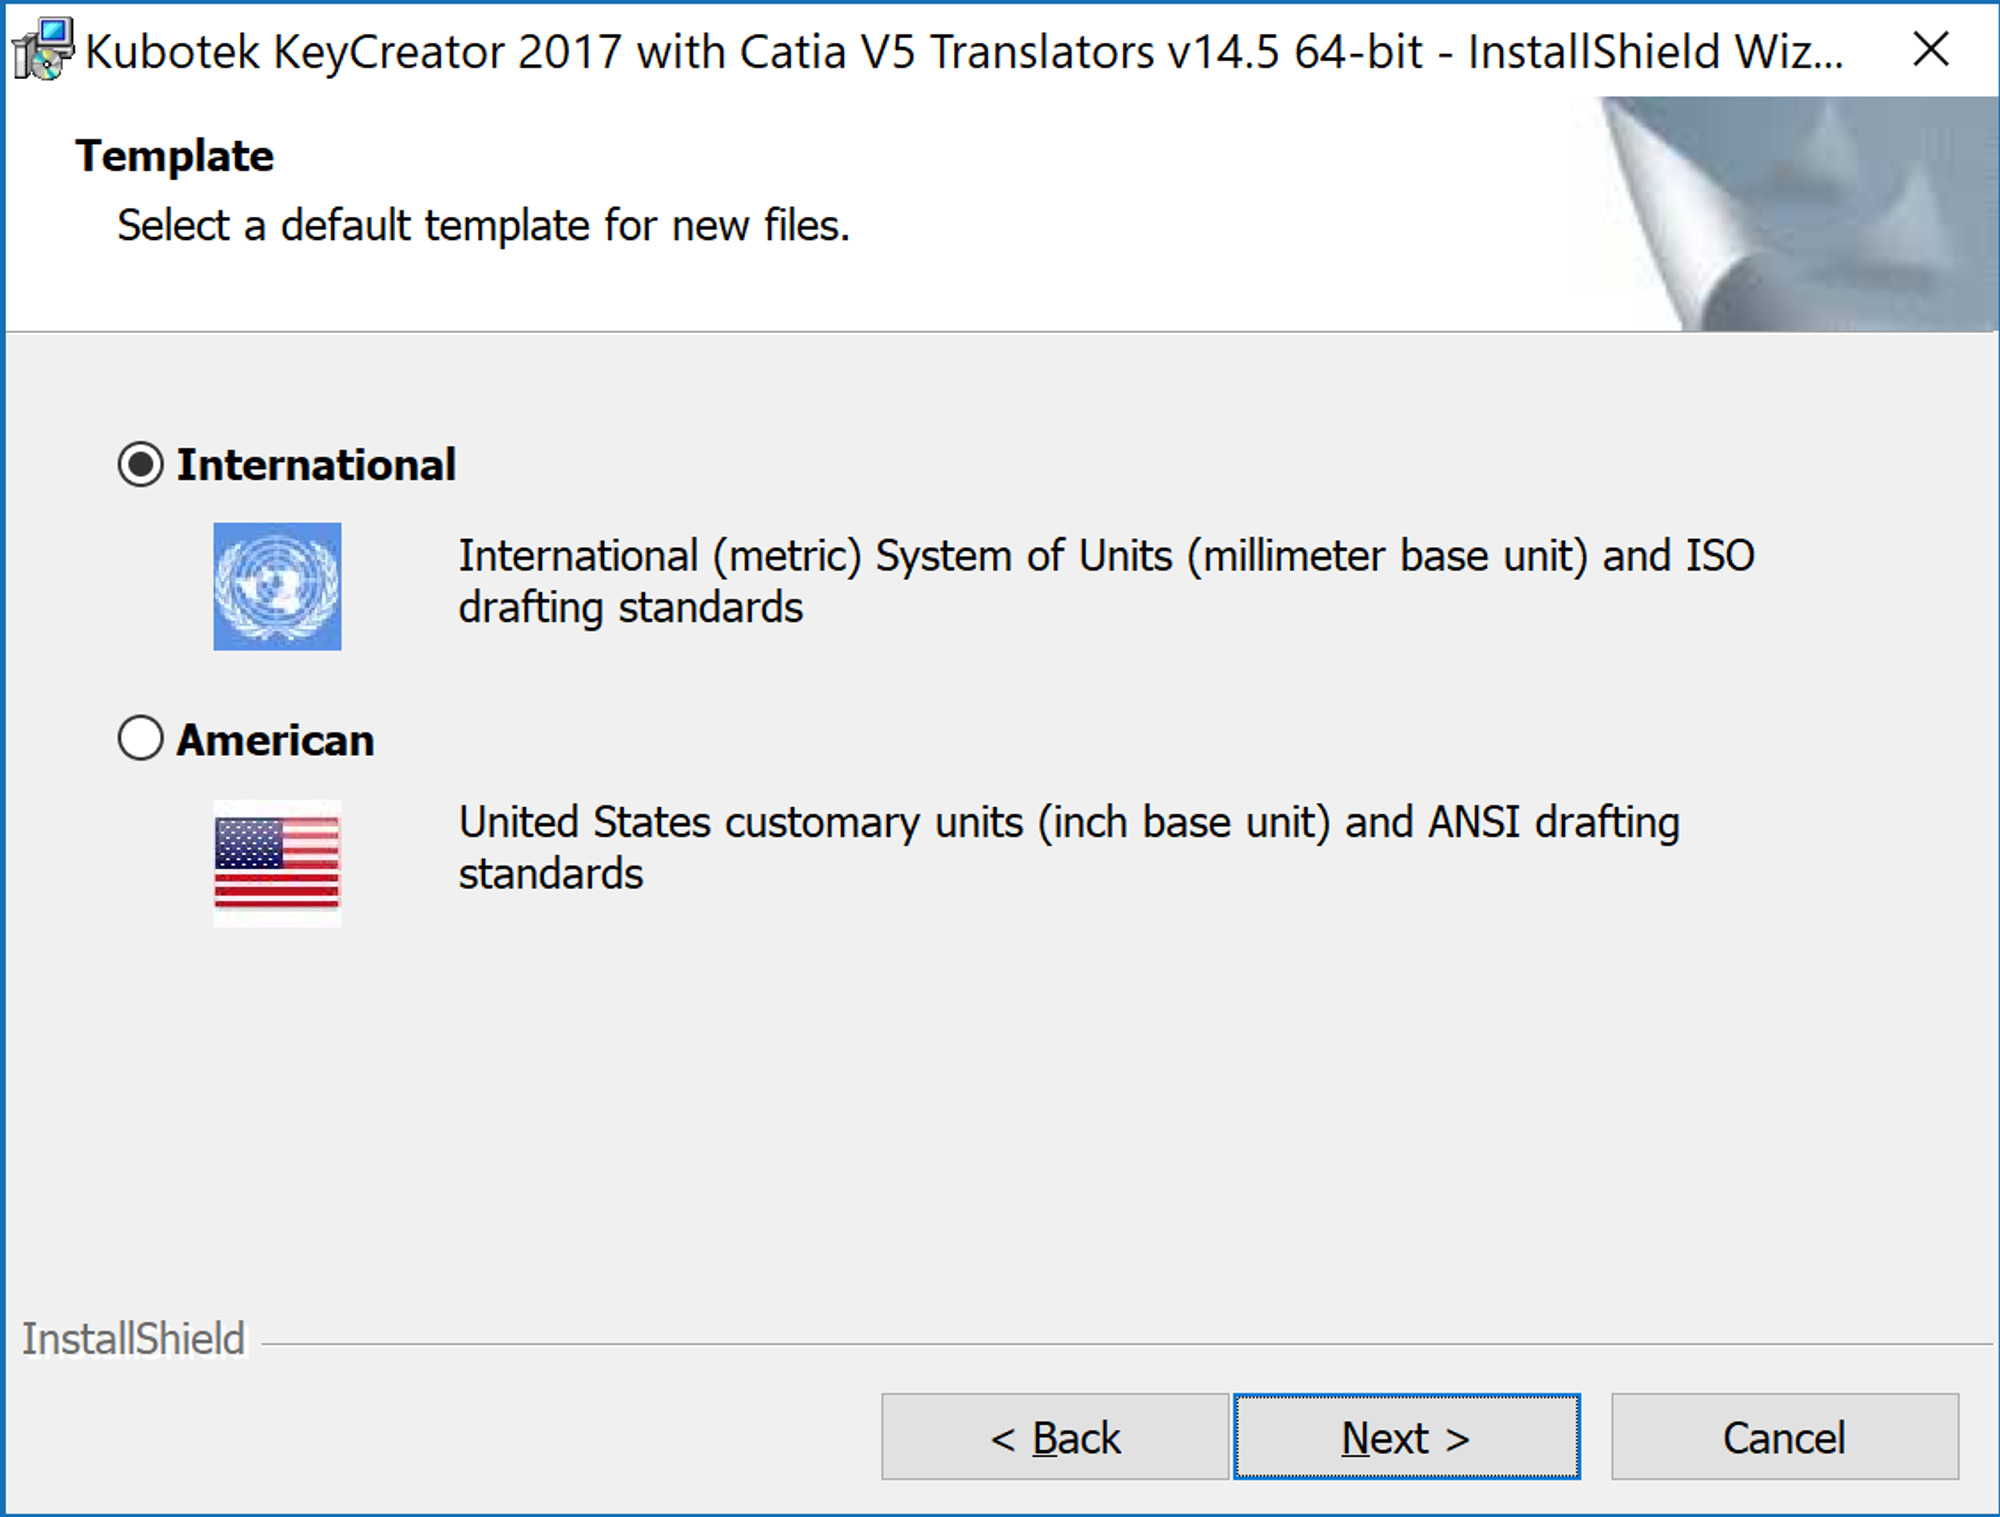 Kubotek KeyCreator 2017 with Catia V5 Translators v14.5 64-bit - InstallShield Wiz...
Template
Select a default template for new files.
International
International (metric) System of Units (millimeter base unit) and ISO
drafting standards
American
United States customary units (inch base unit) and ANSI drafting
standards
InstallShield
< Back
Next >
Cancel